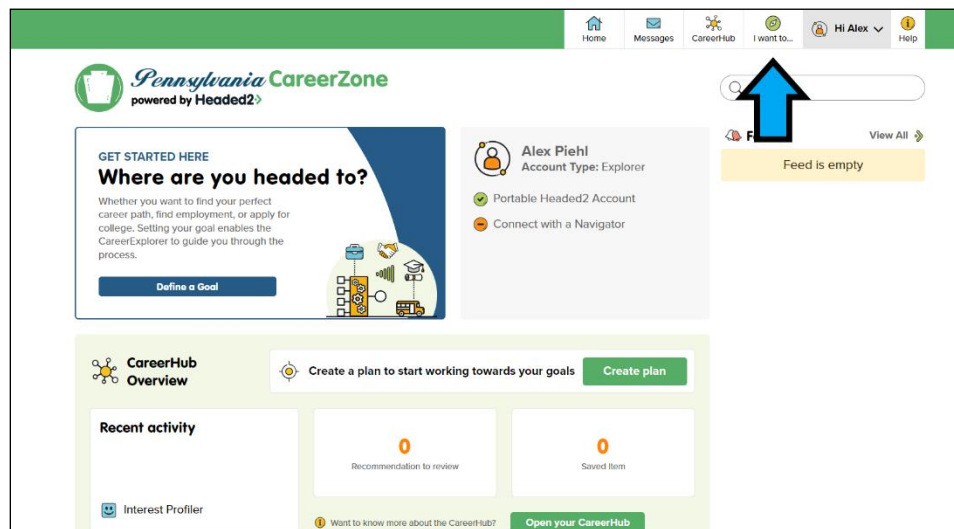 Home
Messages
CareerHub
I want to...
Hi Alex
Help
Pennsylvania CareerZone
powered by Headed2
GET STARTED HERE
Where are you headed to?
Whether you want to find your perfect
career path, find employment, or apply for
college. Setting your goal enables the
CareerExplorer to guide you through the
process.
Define a Goal
Alex Piehl
Account Type: Explorer
Portable Headed2 Account
Connect with a Navigator
View All
Feed is empty
CareerHub
Overview
Create a plan to start working towards your goals
Create plan
Recent activity
Interest Profiler
0
Recommendation to review
0
Saved Item
Want to know more about the CareerHub?
Open your CareerHub